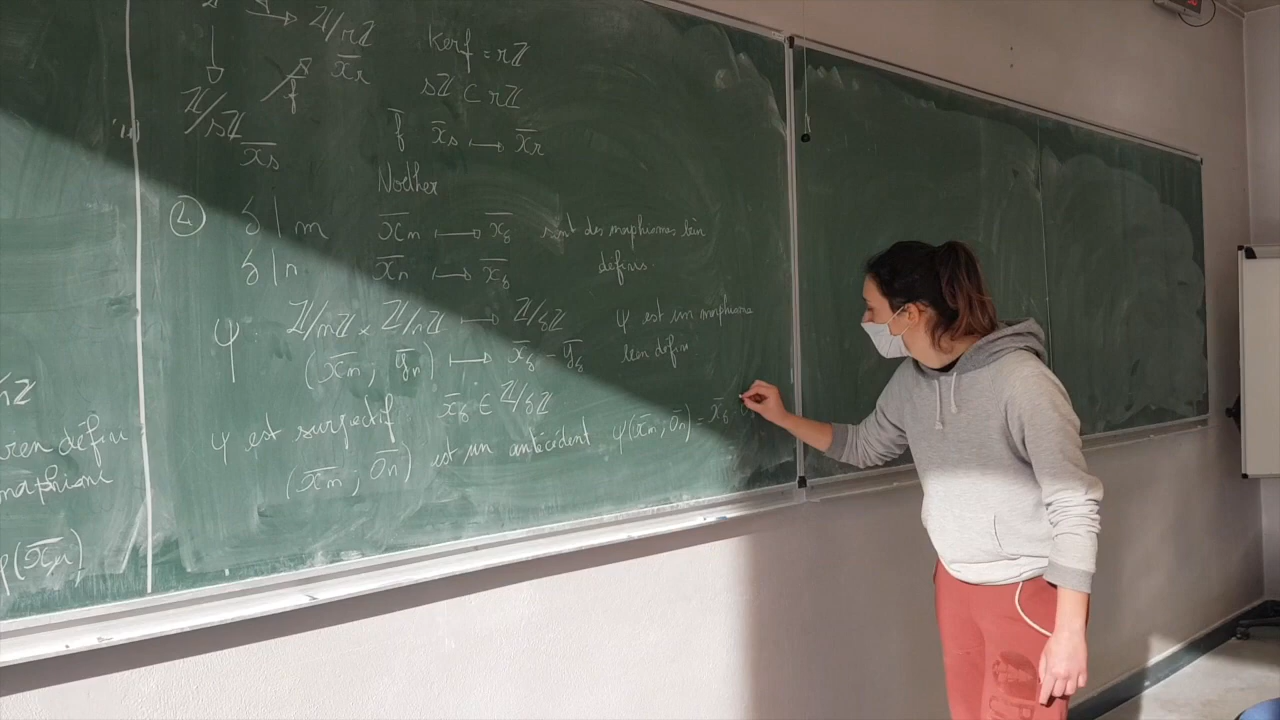 ℤ/rℤ
x̄r
ker f = rℤ
sℤ ⊂ rℤ
ℤ/sℤ
x̄s
f̄
f̄ x̄s ⟼ x̄r
Noether
② δ | m x̄m ⟼ x̄δ sont des morphismes bien
δ | n x̄n ⟼ x̄δ définis.
φ : ℤ/mℤ × ℤ/nℤ ⟼ ℤ/δℤ φ est un morphisme
(x̄m ; ȳn) ⟼ x̄δ - ȳδ bien défini
φ est surjectif. x̄δ ∈ ℤ/δℤ
(x̄m ; 0̄n) est un antécédent φ(x̄m ; 0̄n) = x̄δ
bien défini
morphisme